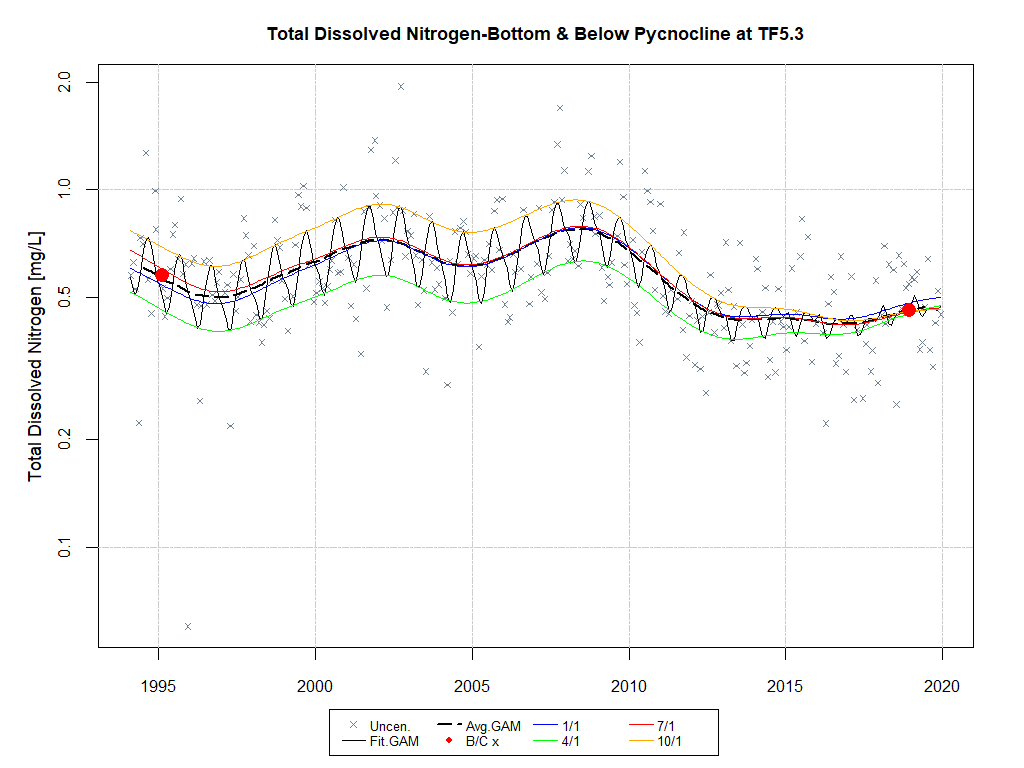 Total Dissolved Nitrogen-Bottom & Below Pycnocline at TF5.3
Total Dissolved Nitrogen [mg/L]
2.0
1.0
0.5
0.2
0.1
1995 2000 2005 2010 2015 2020
Uncen. Avg.GAM 1/1 7/1
Fit.GAM B/C x 4/1 10/1